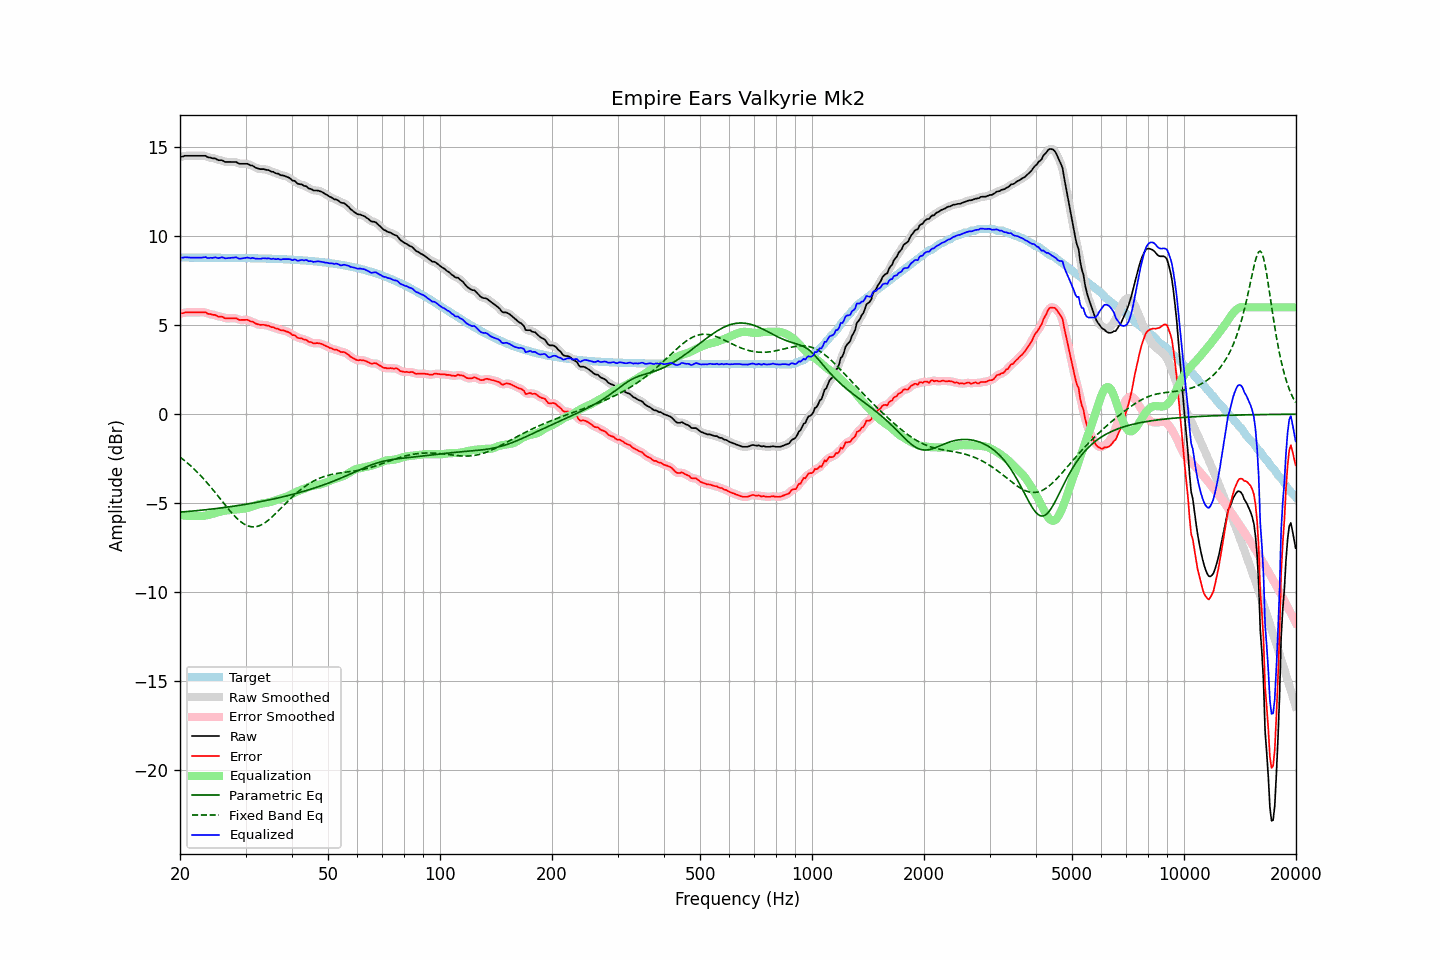 Empire Ears Valkyrie Mk2
Amplitude (dBr)
15
10
5
0
−5
−10
−15
−20
Target
Raw Smoothed
Error Smoothed
Raw
Error
Equalization
Parametric Eq
Fixed Band Eq
Equalized
20 50 100 200 500 1000 2000 5000 10000 20000
Frequency (Hz)